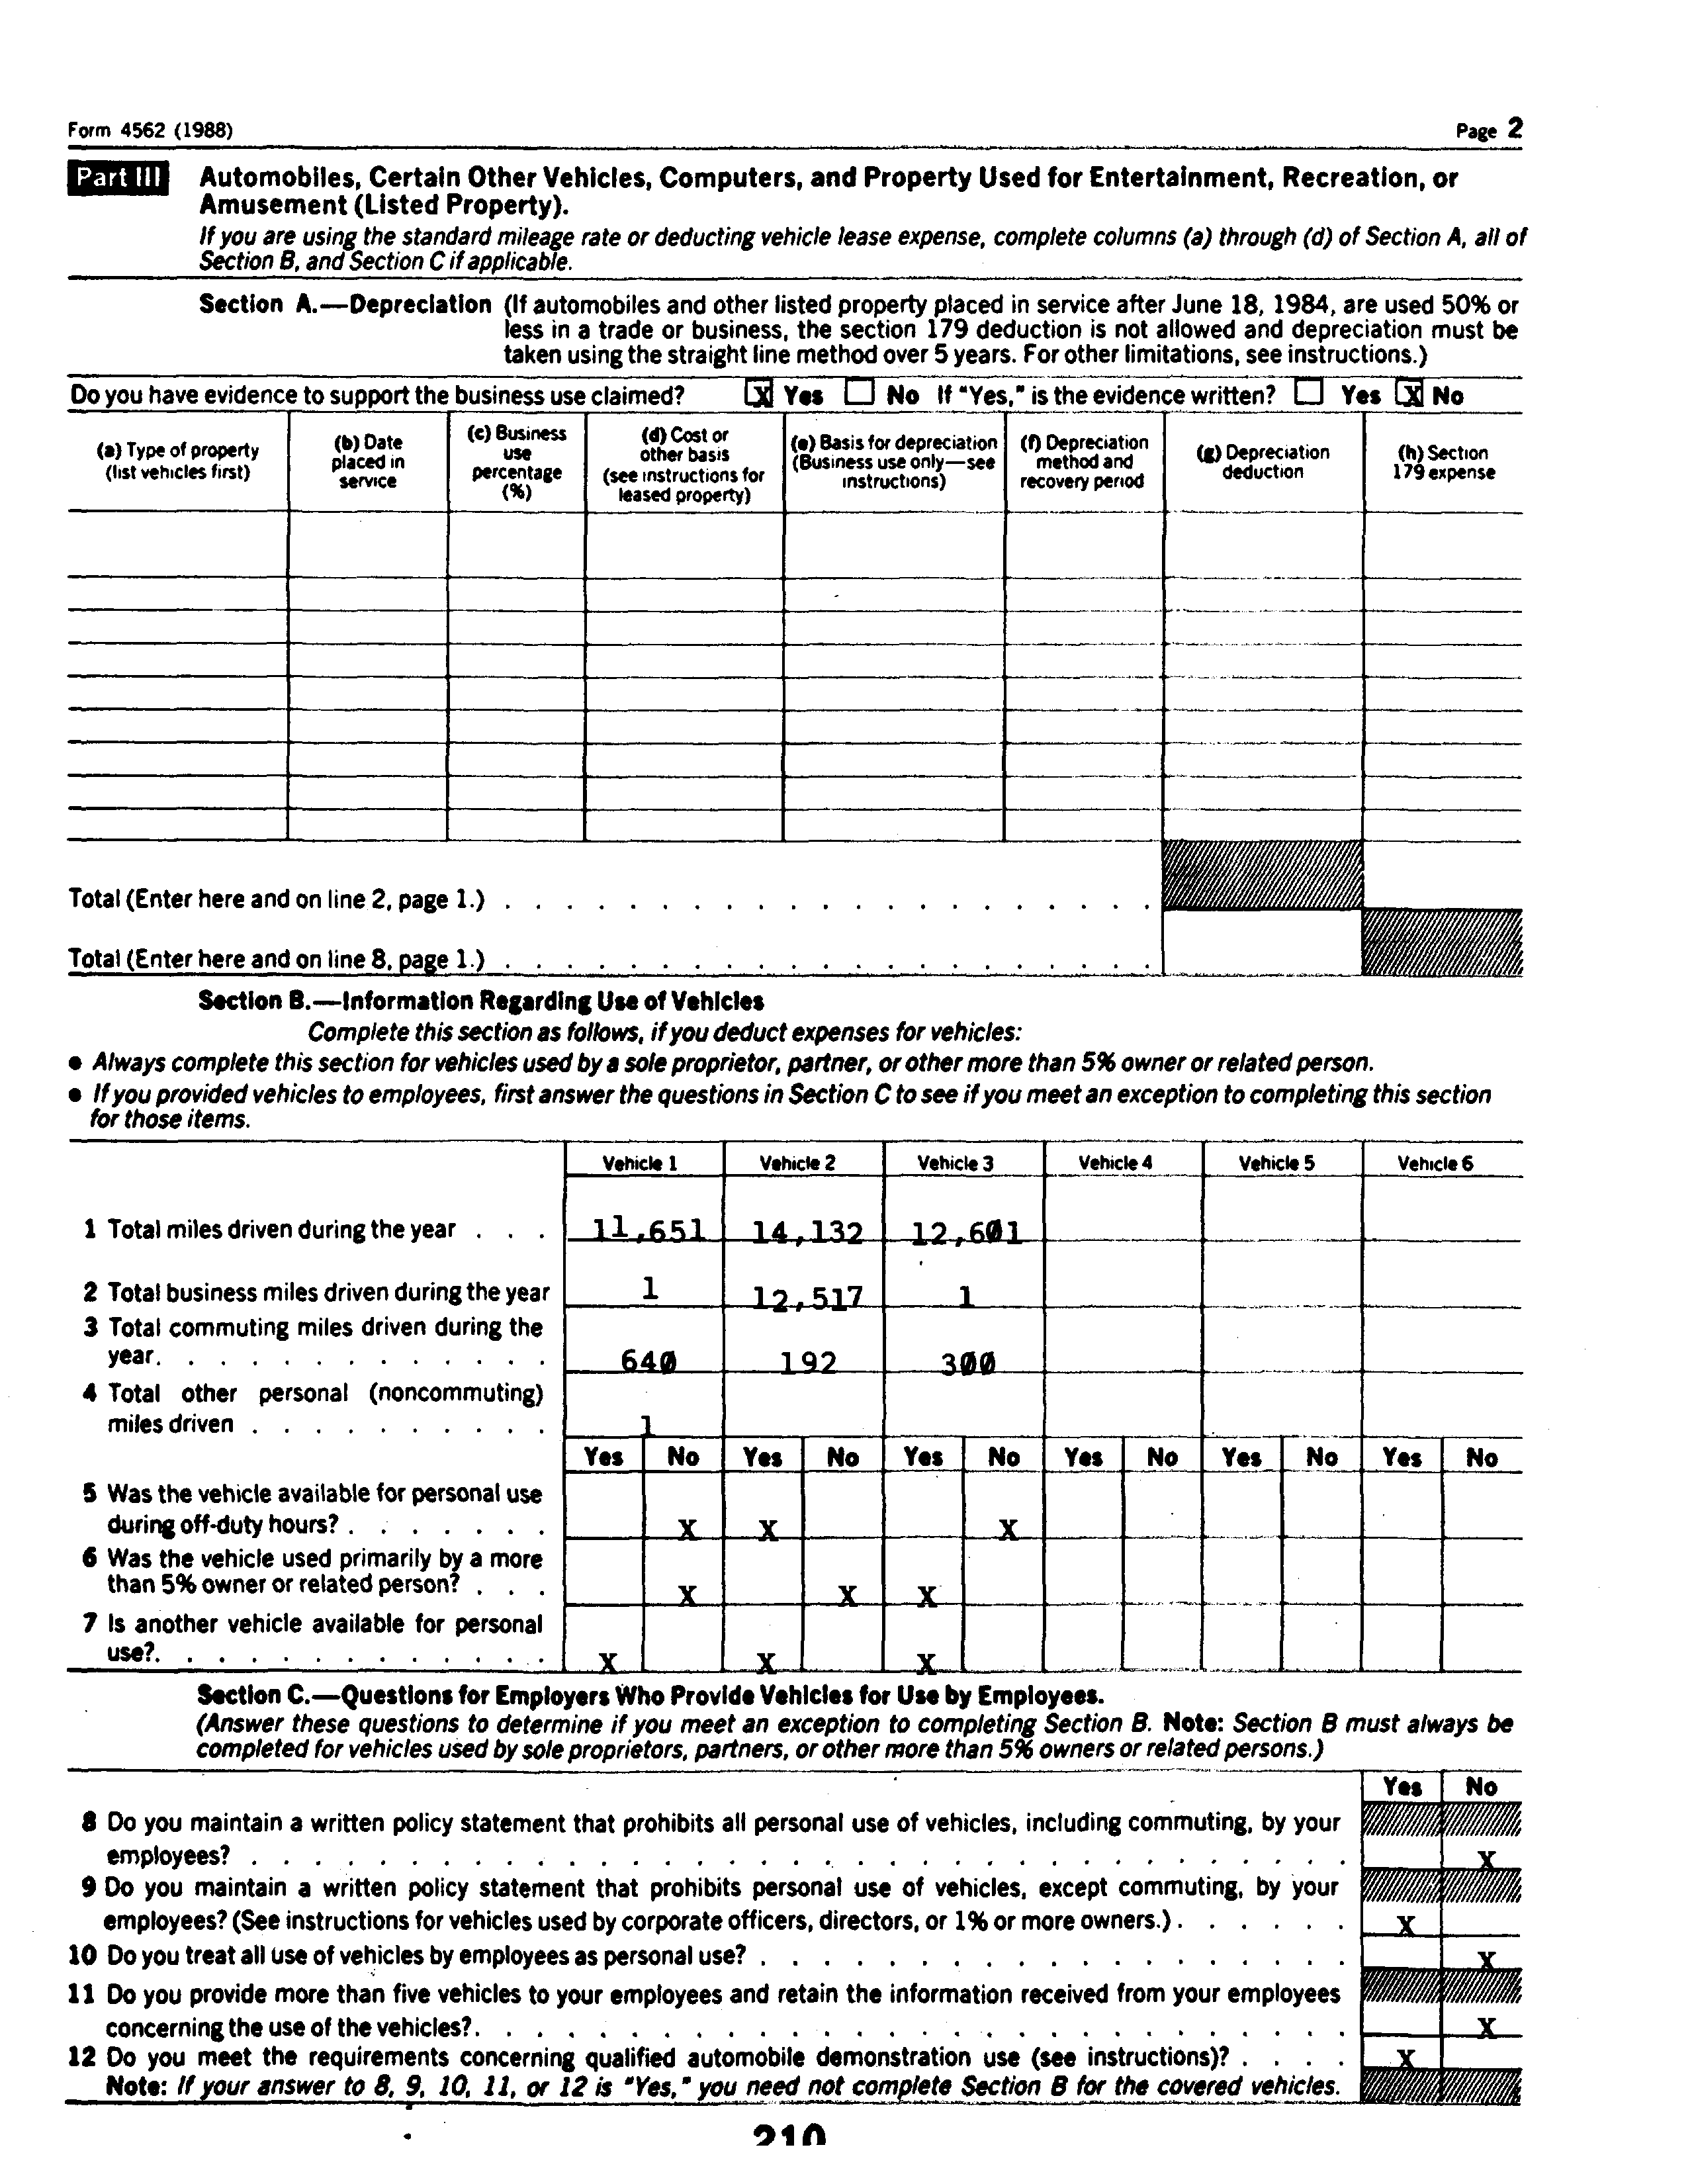 Form 4562 (1988) Page 2
Part III Automobiles, Certain Other Vehicles, Computers, and Property Used for Entertainment, Recreation, or
Amusement (Listed Property).
If you are using the standard mileage rate or deducting vehicle lease expense, complete columns (a) through (d) of Section A, all of
Section B, and Section C if applicable.
Section A.—Depreciation (If automobiles and other listed property placed in service after June 18, 1984, are used 50% or
less in a trade or business, the section 179 deduction is not allowed and depreciation must be
taken using the straight line method over 5 years. For other limitations, see instructions.)
Do you have evidence to support the business use claimed? X Yes No If "Yes," is the evidence written? Yes X No
(a) Type of property
(list vehicles first)
(b) Date
placed in
service
(c) Business
use
percentage
(%)
(d) Cost or
other basis
(see instructions for
leased property)
(e) Basis for depreciation
(Business use only—see
instructions)
(f) Depreciation
method and
recovery period
(g) Depreciation
deduction
(h) Section
179 expense
Total (Enter here and on line 2, page 1.) . . . . . . . . . . . . . . . . . . . . .
Total (Enter here and on line 8, page 1.) . . . . . . . . . . . . . . . . . . . . .
Section B.—Information Regarding Use of Vehicles
Complete this section as follows, if you deduct expenses for vehicles:
● Always complete this section for vehicles used by a sole proprietor, partner, or other more than 5% owner or related person.
● If you provided vehicles to employees, first answer the questions in Section C to see if you meet an exception to completing this section
for those items.
Vehicle 1 Vehicle 2 Vehicle 3 Vehicle 4 Vehicle 5 Vehicle 6
1 Total miles driven during the year . . . 11,651 14,132 12,601
2 Total business miles driven during the year 1 12,517 1
3 Total commuting miles driven during the
year. . . . . . . . . . . . . 640 192 300
4 Total other personal (noncommuting)
miles driven . . . . . . . . . . 1
Yes No Yes No Yes No Yes No Yes No Yes No
5 Was the vehicle available for personal use
during off-duty hours? . . . . . . . X X X
6 Was the vehicle used primarily by a more
than 5% owner or related person? . . . X X X
7 Is another vehicle available for personal
use?. . . . . . . . . . . . . X X X
Section C.—Questions for Employers Who Provide Vehicles for Use by Employees.
(Answer these questions to determine if you meet an exception to completing Section B. Note: Section B must always be
completed for vehicles used by sole proprietors, partners, or other more than 5% owners or related persons.)
Yes No
8 Do you maintain a written policy statement that prohibits all personal use of vehicles, including commuting, by your
employees? . . . . . . . . . . . . . . . . . . . . . . . . . . . . . . . . . . . X
9 Do you maintain a written policy statement that prohibits personal use of vehicles, except commuting, by your
employees? (See instructions for vehicles used by corporate officers, directors, or 1% or more owners.) . . . . . . X
10 Do you treat all use of vehicles by employees as personal use? . . . . . . . . . . . . . . . . . . . X
11 Do you provide more than five vehicles to your employees and retain the information received from your employees
concerning the use of the vehicles?. . . . . . . . . . . . . . . . . . . . . . . . . . . . X
12 Do you meet the requirements concerning qualified automobile demonstration use (see instructions)? . . . . X
Note: If your answer to 8, 9, 10, 11, or 12 is "Yes," you need not complete Section B for the covered vehicles.
210